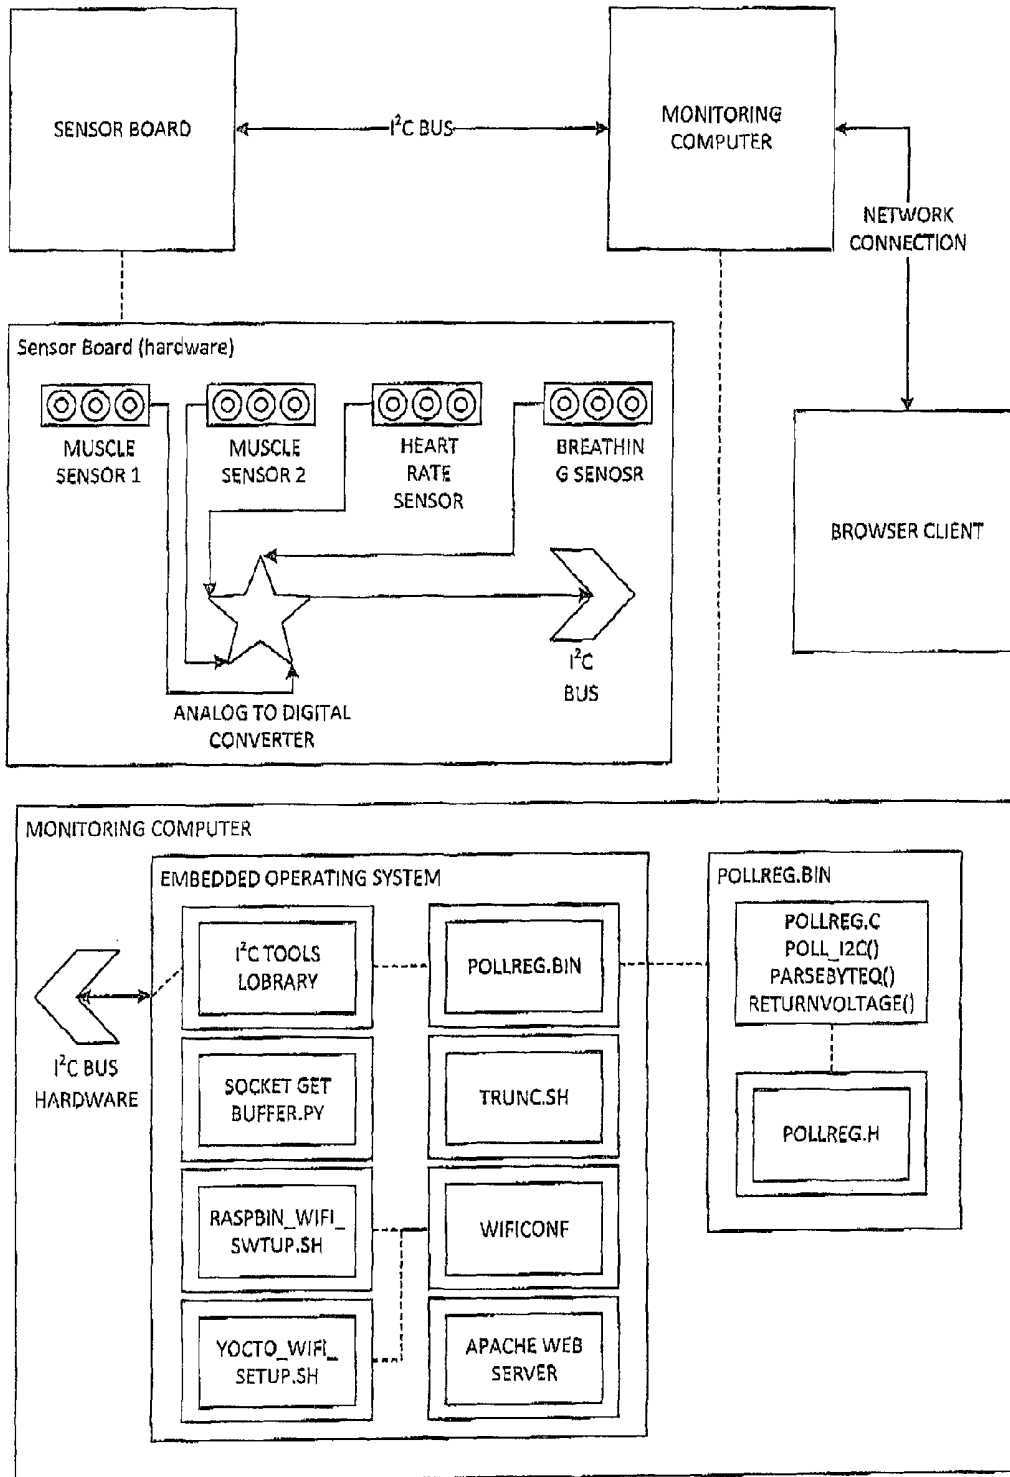 SENSOR BOARD
I²C BUS
MONITORING
COMPUTER
NETWORK
CONNECTION
Sensor Board (hardware)
MUSCLE
SENSOR 1
MUSCLE
SENSOR 2
HEART
RATE
SENSOR
BREATHIN
G SENOSR
BROWSER CLIENT
I²C
BUS
ANALOG TO DIGITAL
CONVERTER
MONITORING COMPUTER
EMBEDDED OPERATING SYSTEM
POLLREG.BIN
I²C TOOLS
LOBRARY
POLLREG.BIN
POLLREG.C
POLL_I2C()
PARSEBYTEQ()
RETURNVOLTAGE()
I²C BUS
HARDWARE
SOCKET GET
BUFFER.PY
TRUNC.SH
POLLREG.H
RASPBIN_WIFI_
SWTUP.SH
WIFICONF
YOCTO_WIFI_
SETUP.SH
APACHE WEB
SERVER